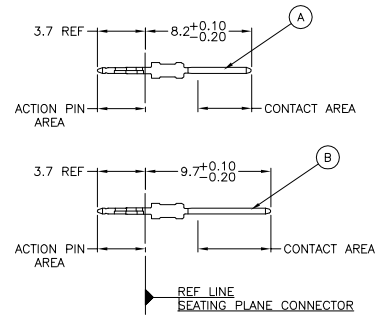 A
3.7 REF
8.2+0.10 -0.20
ACTION PIN AREA
CONTACT AREA
B
3.7 REF
9.7+0.10 -0.20
ACTION PIN AREA
CONTACT AREA
REF LINE
SEATING PLANE CONNECTOR